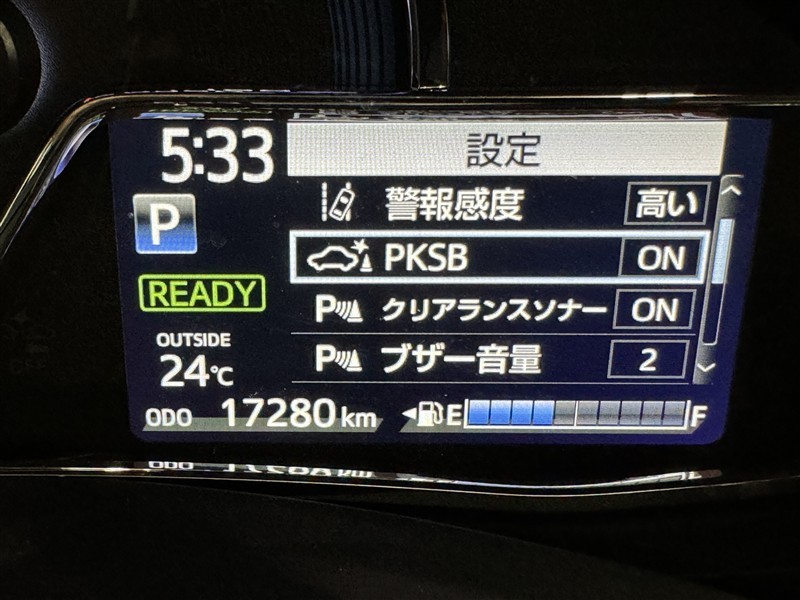 5:33
設定
警報感度 高い
P
PKSB ON
READY
P クリアランスソナー ON
OUTSIDE
24℃
P ブザー音量 2
ODO 17280 km
E F